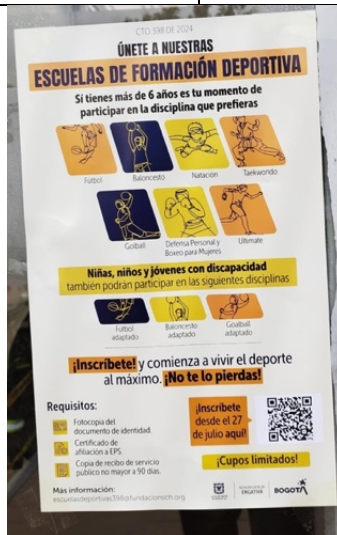 CTO 398 DE 2024
ÚNETE A NUESTRAS
ESCUELAS DE FORMACIÓN DEPORTIVA
Si tienes más de 6 años es tu momento de
participar en la disciplina que prefieras
Fútbol Baloncesto Natación Taekwondo
Golball Defensa Personal y Ultimate
Boxeo para Mujeres
Niñas, niños y jóvenes con discapacidad
también podrán participar en las siguientes disciplinas
Fútbol Baloncesto Goalball
adaptado adaptado adaptado
¡Inscríbete! y comienza a vivir el deporte
al máximo. ¡No te lo pierdas!
Requisitos:
Fotocopia del
documento de identidad.
Certificado de
afiliación a EPS.
Copia de recibo de servicio
público no mayor a 90 días.
¡Inscríbete
desde el 27
de julio aquí!
¡Cupos limitados!
Más información:
BOGOTÁ